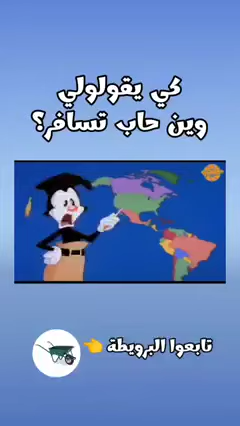 كي يقولولي
وين حاب تسافر؟
تابعوا البرويطة 👈